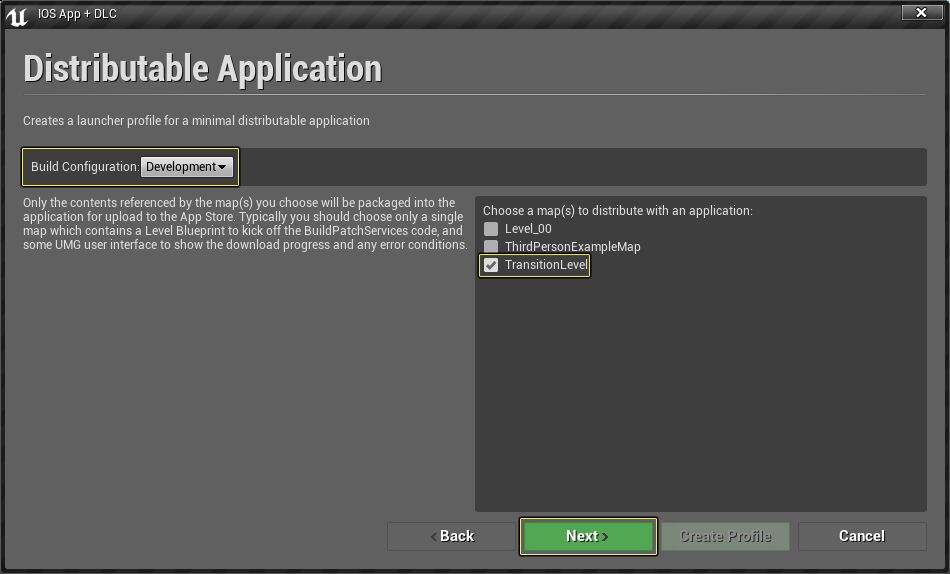 IOS App + DLC
Distributable Application
Creates a launcher profile for a minimal distributable application
Build Configuration: Development
Only the contents referenced by the map(s) you choose will be packaged into the
application for upload to the App Store. Typically you should choose only a single
map which contains a Level Blueprint to kick off the BuildPatchServices code, and
some UMG user interface to show the download progress and any error conditions.
Choose a map(s) to distribute with an application:
Level_00
ThirdPersonExampleMap
TransitionLevel
Back
Next
Create Profile
Cancel